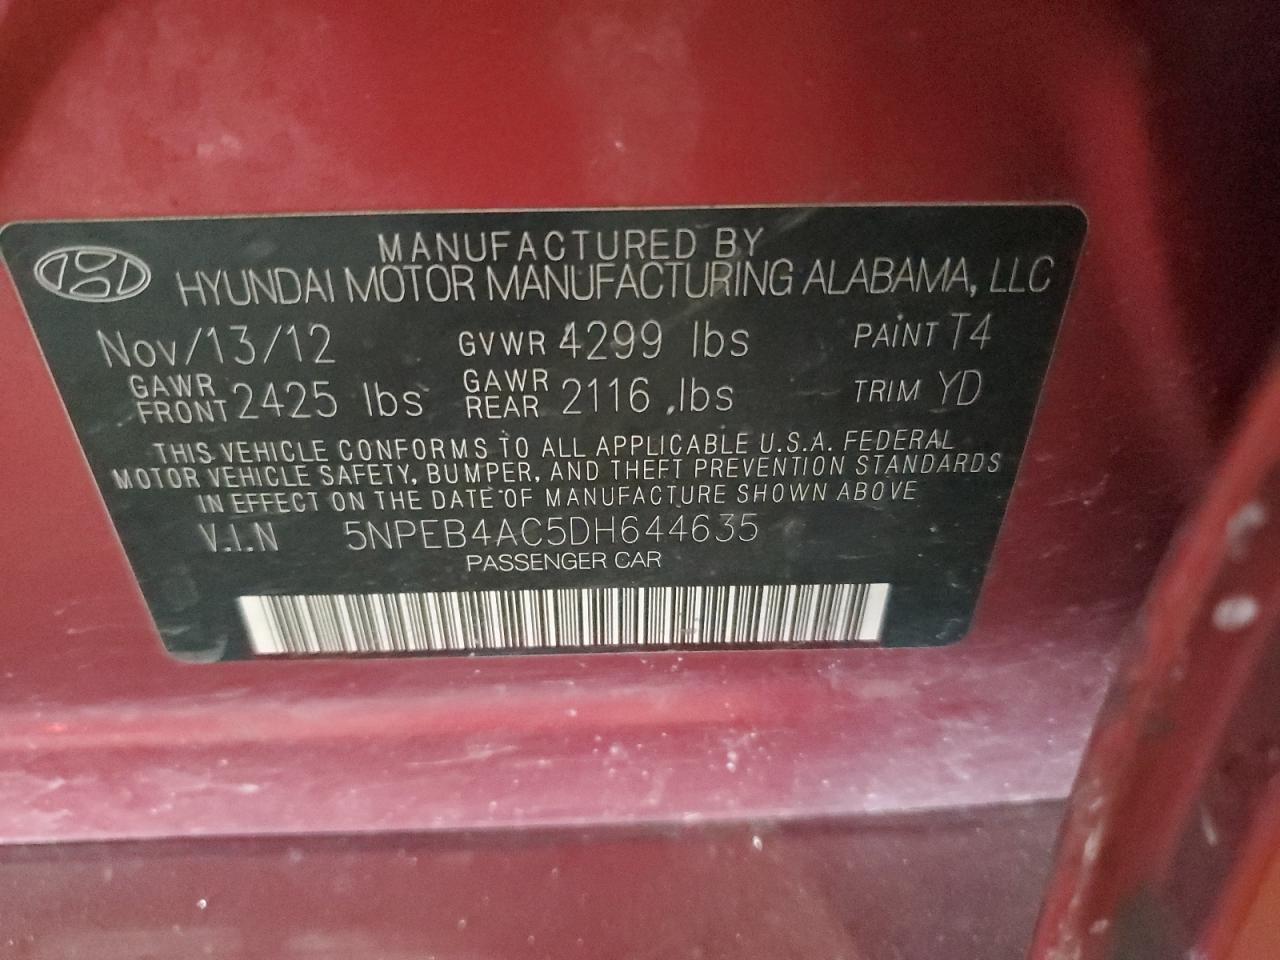 MANUFACTURED BY
HYUNDAI MOTOR MANUFACTURING ALABAMA, LLC
Nov/13/12 GVWR 4299 lbs PAINT T4
GAWR FRONT 2425 lbs GAWR REAR 2116 lbs TRIM YD
THIS VEHICLE CONFORMS TO ALL APPLICABLE U.S.A. FEDERAL
MOTOR VEHICLE SAFETY, BUMPER, AND THEFT PREVENTION STANDARDS
IN EFFECT ON THE DATE OF MANUFACTURE SHOWN ABOVE
V.I.N 5NPEB4AC5DH644635
PASSENGER CAR